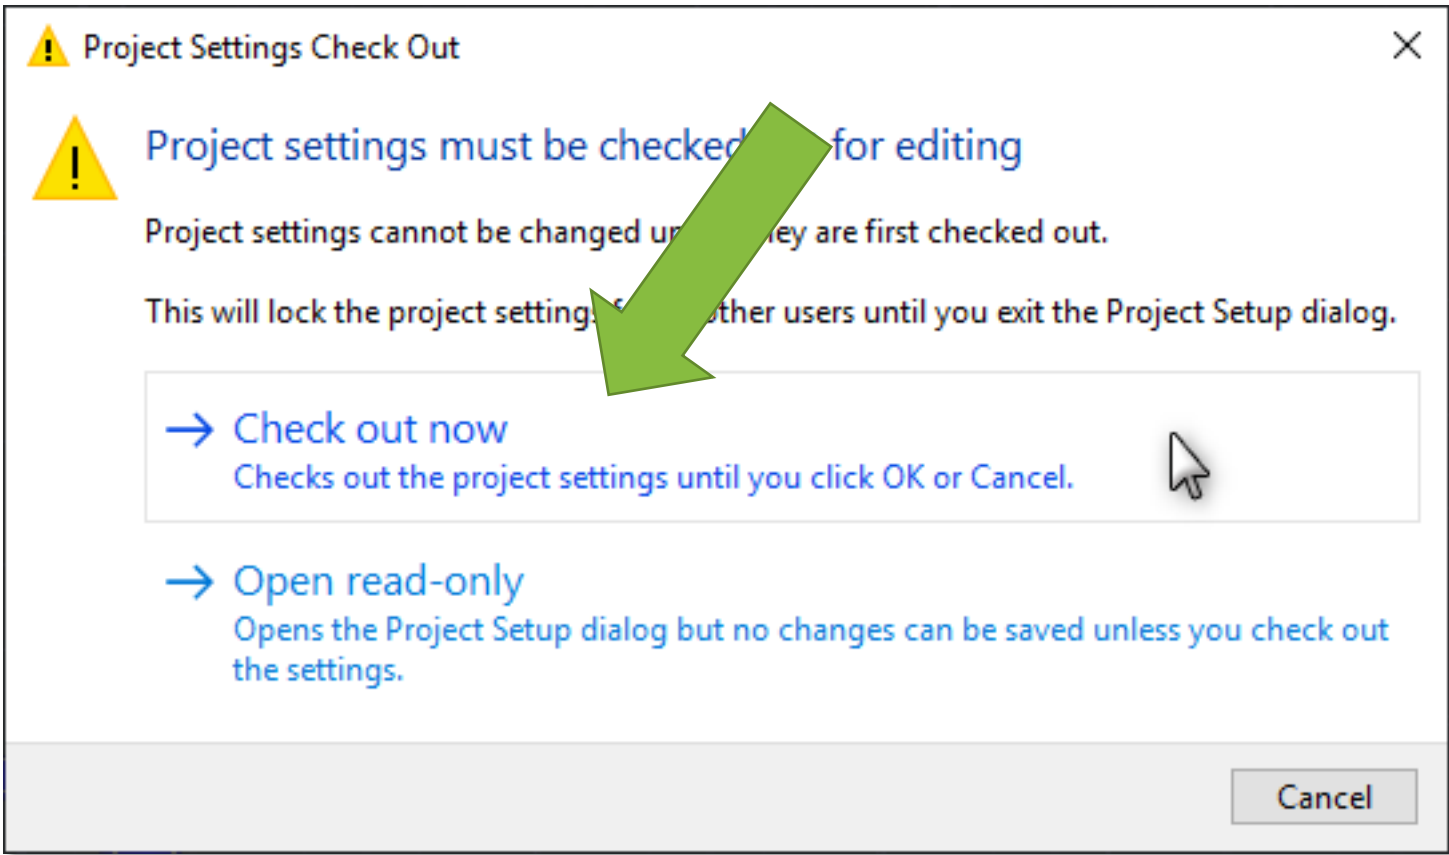 Project Settings Check Out
Project settings must be checked for editing
Project settings cannot be changed are first checked out.
This will lock the project settings other users until you exit the Project Setup dialog.
Check out now
Checks out the project settings until you click OK or Cancel.
Open read-only
Opens the Project Setup dialog but no changes can be saved unless you check out
the settings.
Cancel